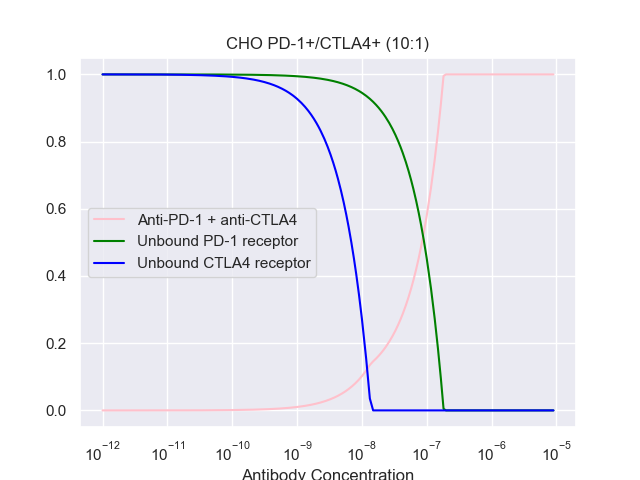 CHO PD-1+/CTLA4+ (10:1)
1.0
0.8
0.6
0.4
0.2
0.0
Anti-PD-1 + anti-CTLA4
Unbound PD-1 receptor
Unbound CTLA4 receptor
10⁻¹² 10⁻¹¹ 10⁻¹⁰ 10⁻⁹ 10⁻⁸ 10⁻⁷ 10⁻⁶ 10⁻⁵
Antibody Concentration